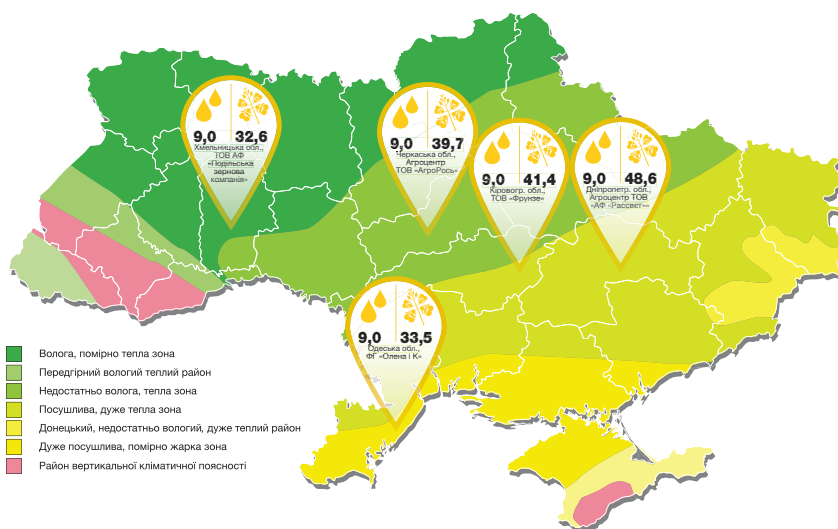 9,0 32,6
Хмельницька обл.,
ТОВ АФ
«Подільська
зернова
компанія»
9,0 39,7
Черкаська обл.,
Агроцентр
ТОВ «АгроРось»
9,0 41,4
Кіровогр. обл.,
ТОВ «Фрунзе»
9,0 48,6
Дніпропетр. обл.,
Агроцентр ТОВ
«АФ «Рассвет»»
9,0 33,5
Одеська обл.,
ФГ «Олена і К»
Волога, помірно тепла зона
Передгірний вологий теплий район
Недостатньо волога, тепла зона
Посушлива, дуже тепла зона
Донецький, недостатньо вологий, дуже теплий район
Дуже посушлива, помірно жарка зона
Район вертикальної кліматичної поясності